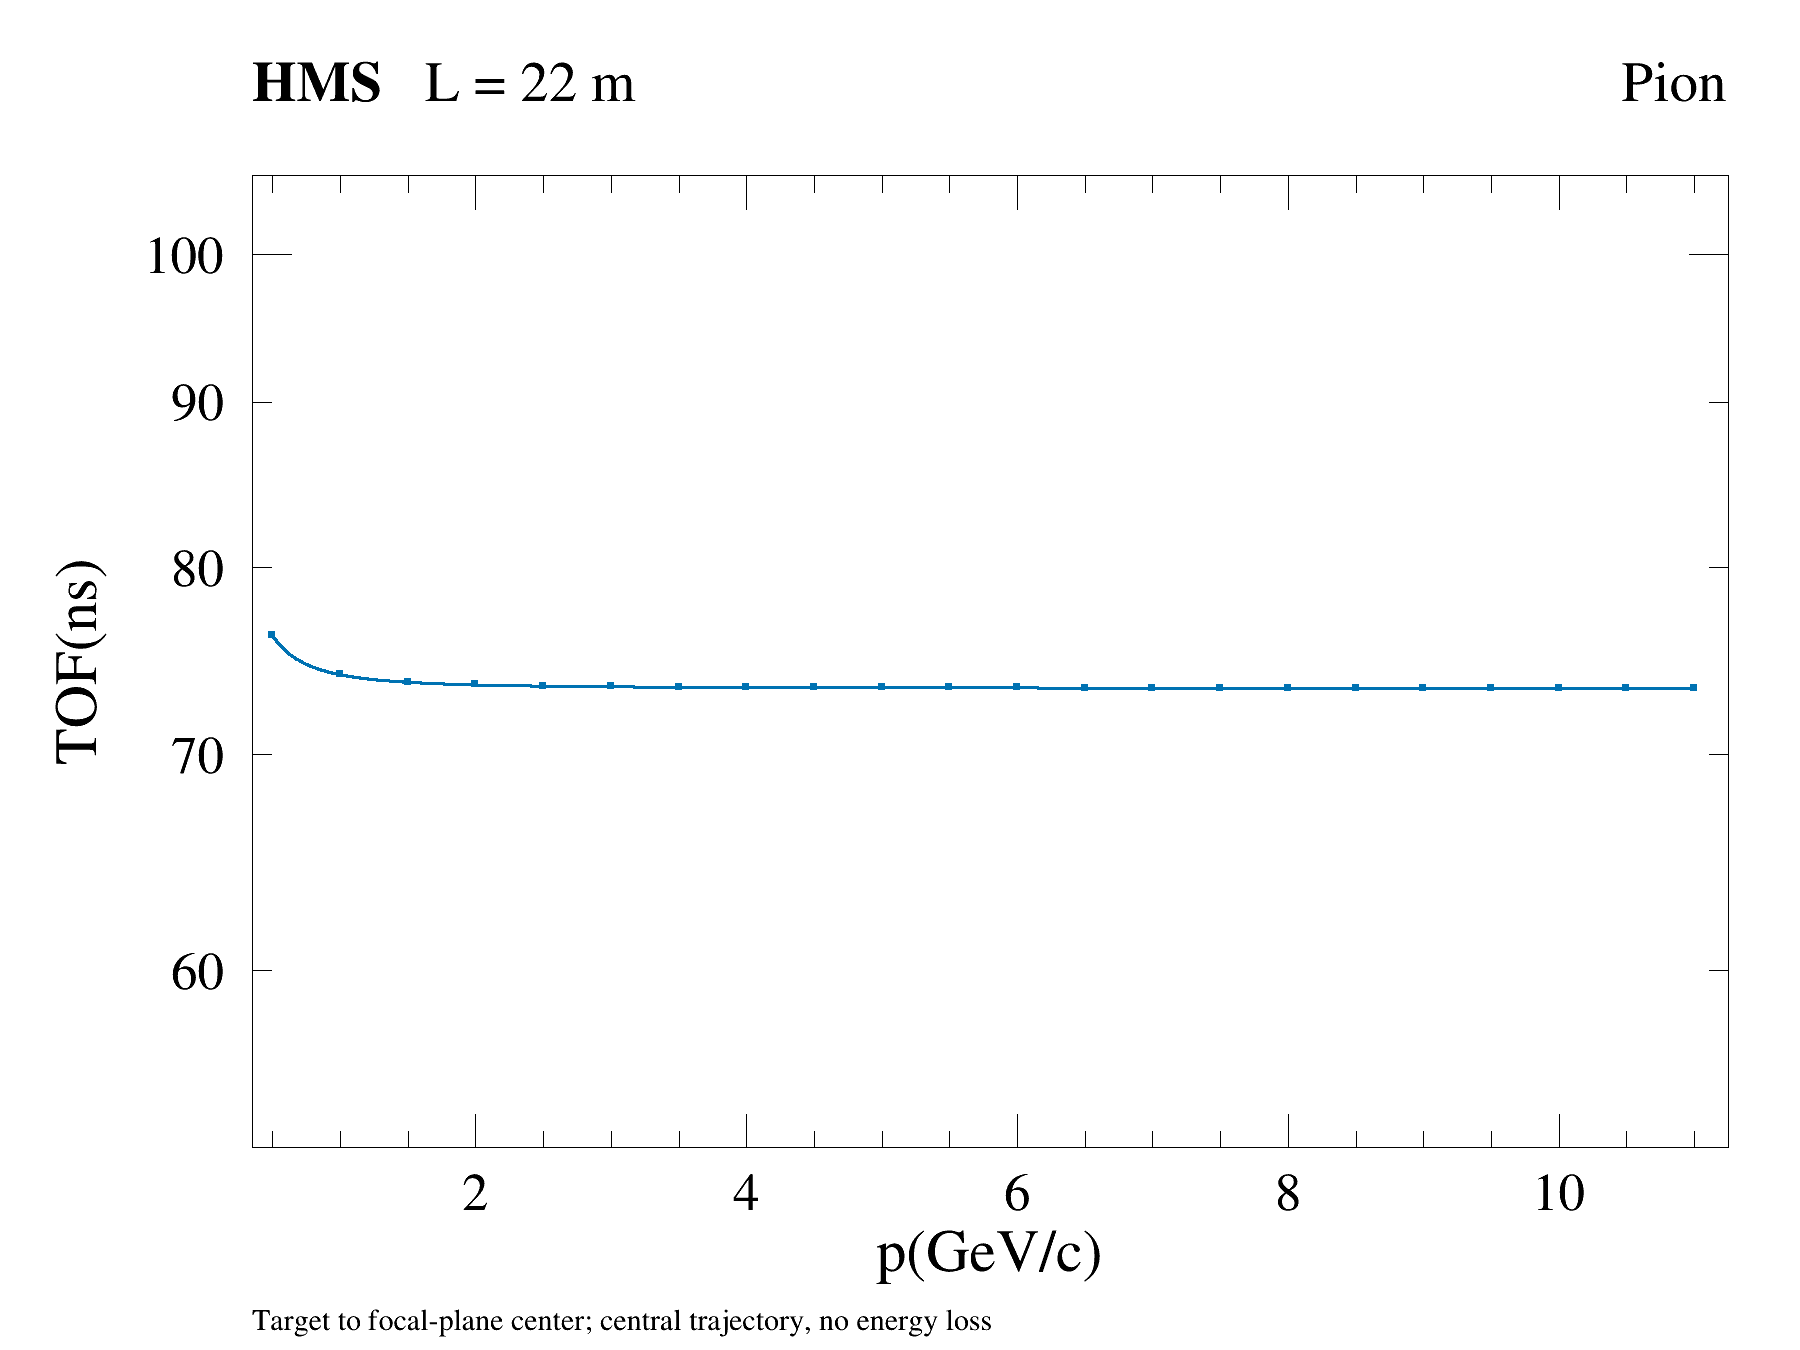 HMS L = 22 m
Pion
100
90
80
70
60
TOF(ns)
2 4 6 8 10
p(GeV/c)
Target to focal-plane center; central trajectory, no energy loss